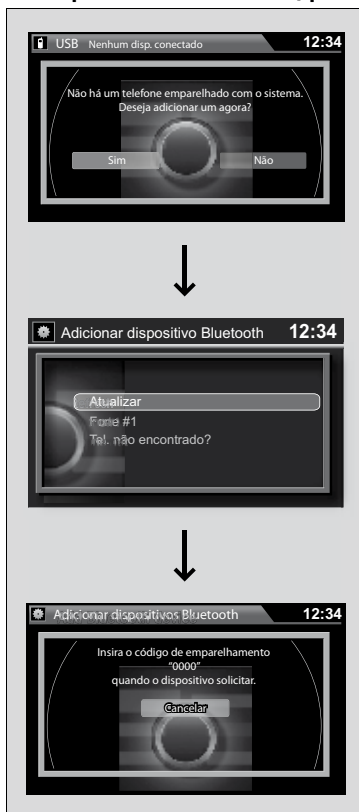 USB Nenhum disp. conectado 12:34
Não há um telefone emparelhado com o sistema.
Deseja adicionar um agora?
Sim Não
Adicionar dispositivo Bluetooth 12:34
Atualizar
#1
Tel. não encontrado?
Adicionar dispositivos Bluetooth 12:34
Insira o código de emparelhamento
“0000”
quando o dispositivo solicitar.
Cancelar